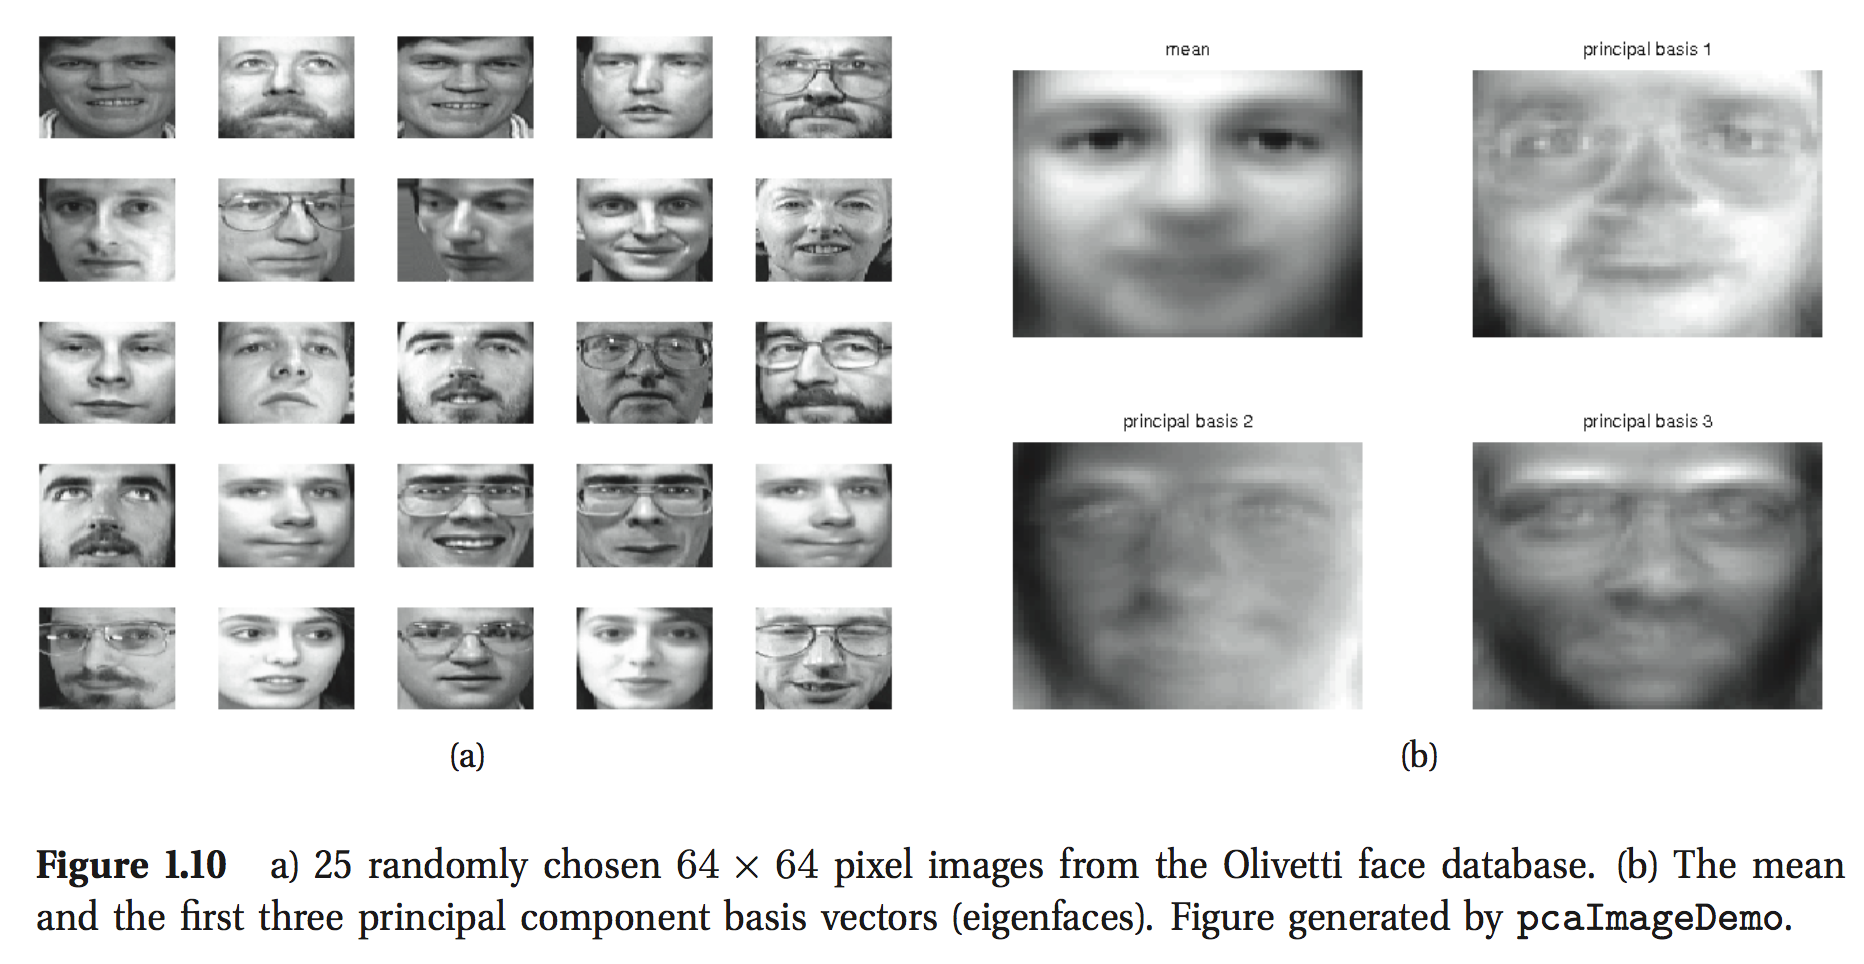 mean
principal basis 1
principal basis 2
principal basis 3
(a)
(b)
Figure 1.10 a) 25 randomly chosen 64 × 64 pixel images from the Olivetti face database. (b) The mean
and the first three principal component basis vectors (eigenfaces). Figure generated by pcaImageDemo.